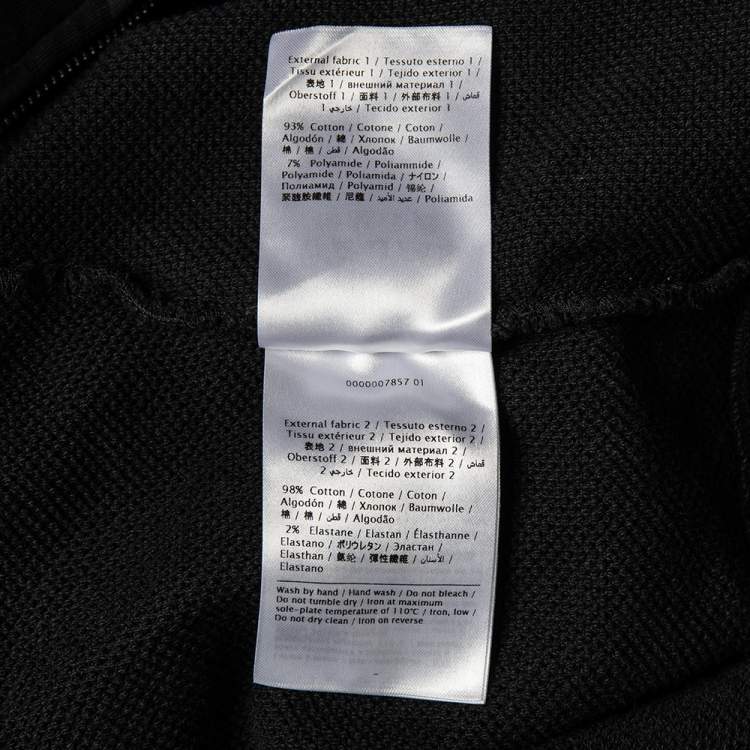 External fabric 1 / Tessuto esterno 1 /
Tissu extérieur 1 / Tejido exterior 1 /
表地 1 / внешний материал 1 /
Oberstoff 1 / 面料 1 / 外部布料 1 / قماش
خارجي 1 / Tecido exterior 1
93% Cotton / Cotone / Coton /
Algodón / 綿 / Хлопок / Baumwolle /
棉 / 棉 / قطن / Algodão
7% Polyamide / Poliammide /
Polyamide / Poliamida / ナイロン /
Полиамид / Polyamid / 锦纶 /
聚醯胺纖維 / 尼龍 / عديد الأميد / Poliamida
0000007857 01
External fabric 2 / Tessuto esterno 2 /
Tissu extérieur 2 / Tejido exterior 2 /
表地 2 / внешний материал 2 /
Oberstoff 2 / 面料 2 / 外部布料 2 / قماش
خارجي 2 / Tecido exterior 2
98% Cotton / Cotone / Coton /
Algodón / 綿 / Хлопок / Baumwolle /
棉 / 棉 / قطن / Algodão
2% Elastane / Elastan / Élasthanne /
Elastano / ポリウレタン / Эластан /
Elasthan / 氨纶 / 彈性纖維 / الأستان /
Elastano
Wash by hand / Hand wash / Do not bleach /
Do not tumble dry / Iron at maximum
sole-plate temperature of 110°C / Iron, low /
Do not dry clean / Iron on reverse